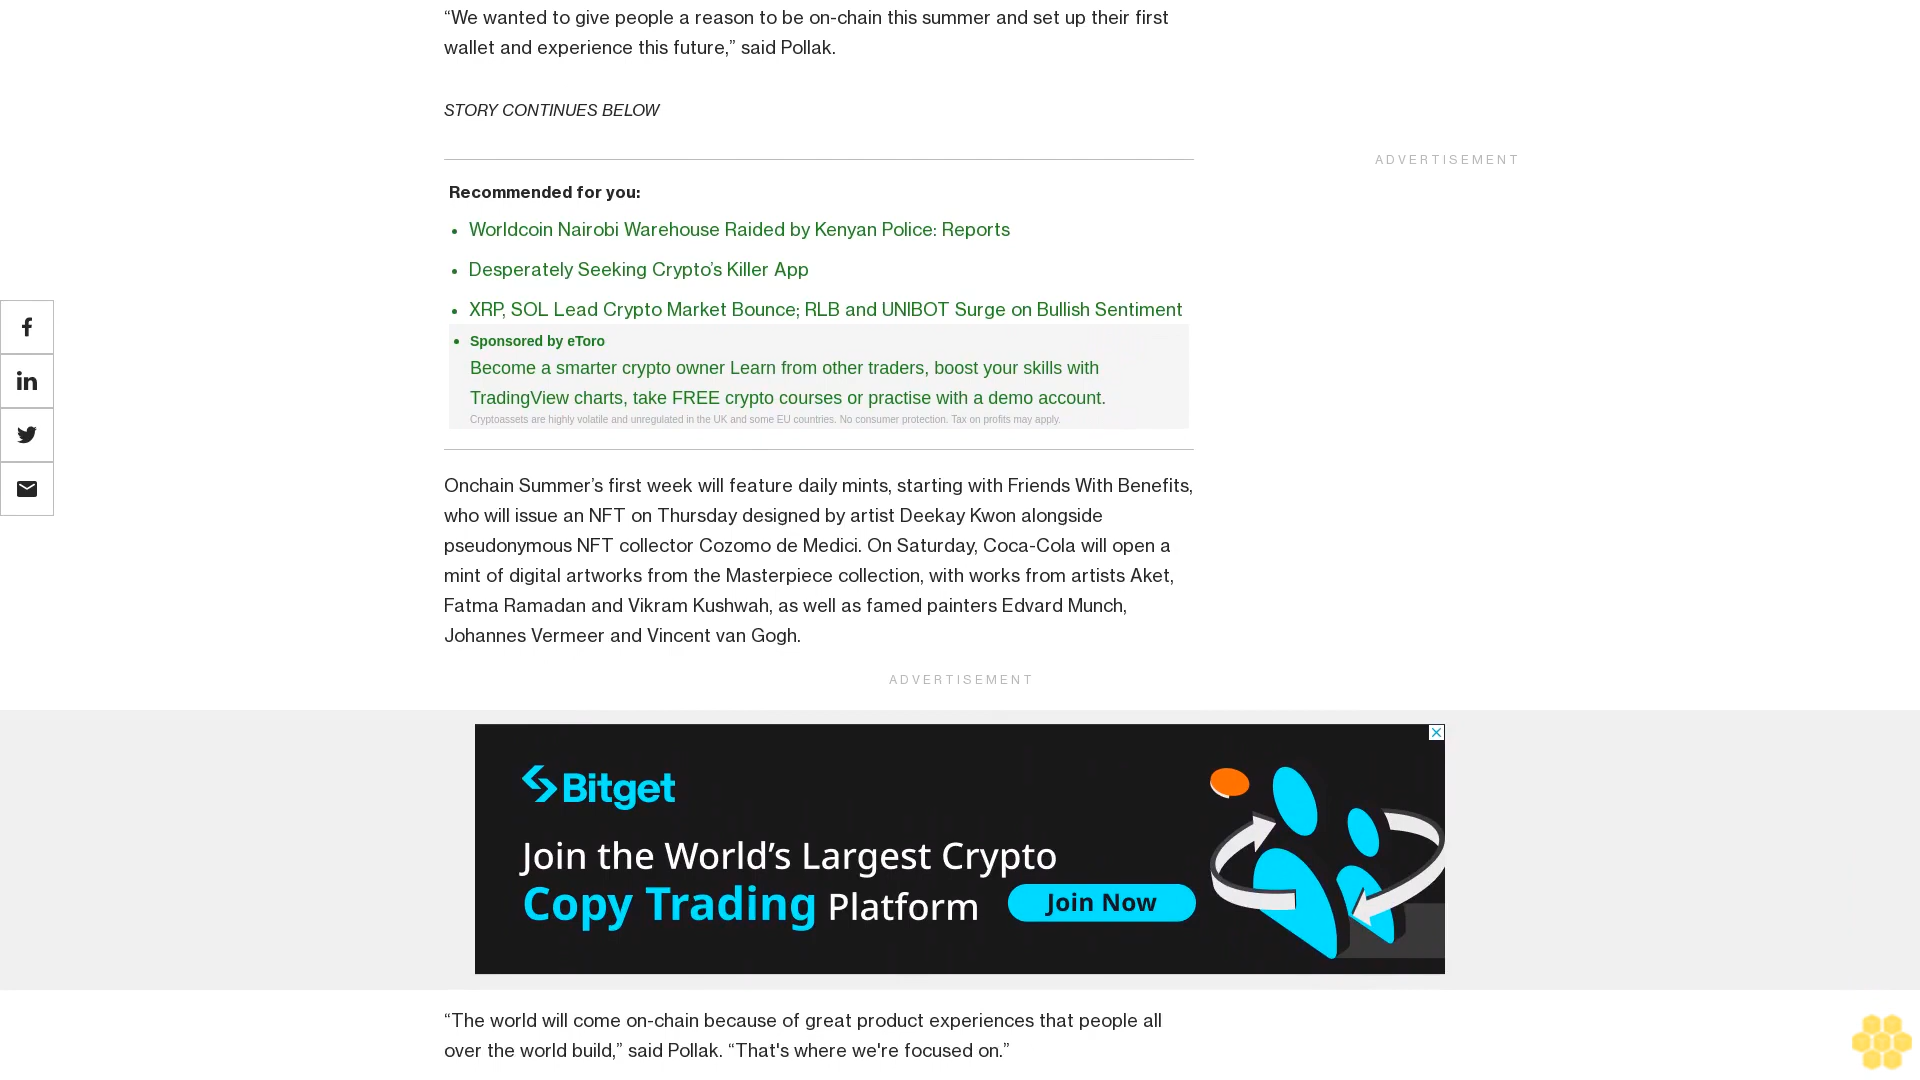 “We wanted to give people a reason to be on-chain this summer and set up their first
wallet and experience this future,” said Pollak.
STORY CONTINUES BELOW
ADVERTISEMENT
Recommended for you:
• Worldcoin Nairobi Warehouse Raided by Kenyan Police: Reports
• Desperately Seeking Crypto’s Killer App
• XRP, SOL Lead Crypto Market Bounce; RLB and UNIBOT Surge on Bullish Sentiment
• Sponsored by eToro
Become a smarter crypto owner Learn from other traders, boost your skills with
TradingView charts, take FREE crypto courses or practise with a demo account.
Cryptoassets are highly volatile and unregulated in the UK and some EU countries. No consumer protection. Tax on profits may apply.
Onchain Summer’s first week will feature daily mints, starting with Friends With Benefits,
who will issue an NFT on Thursday designed by artist Deekay Kwon alongside
pseudonymous NFT collector Cozomo de Medici. On Saturday, Coca-Cola will open a
mint of digital artworks from the Masterpiece collection, with works from artists Aket,
Fatma Ramadan and Vikram Kushwah, as well as famed painters Edvard Munch,
Johannes Vermeer and Vincent van Gogh.
ADVERTISEMENT
Bitget
Join the World’s Largest Crypto
Copy Trading Platform
Join Now
“The world will come on-chain because of great product experiences that people all
over the world build,” said Pollak. “That's where we're focused on.”